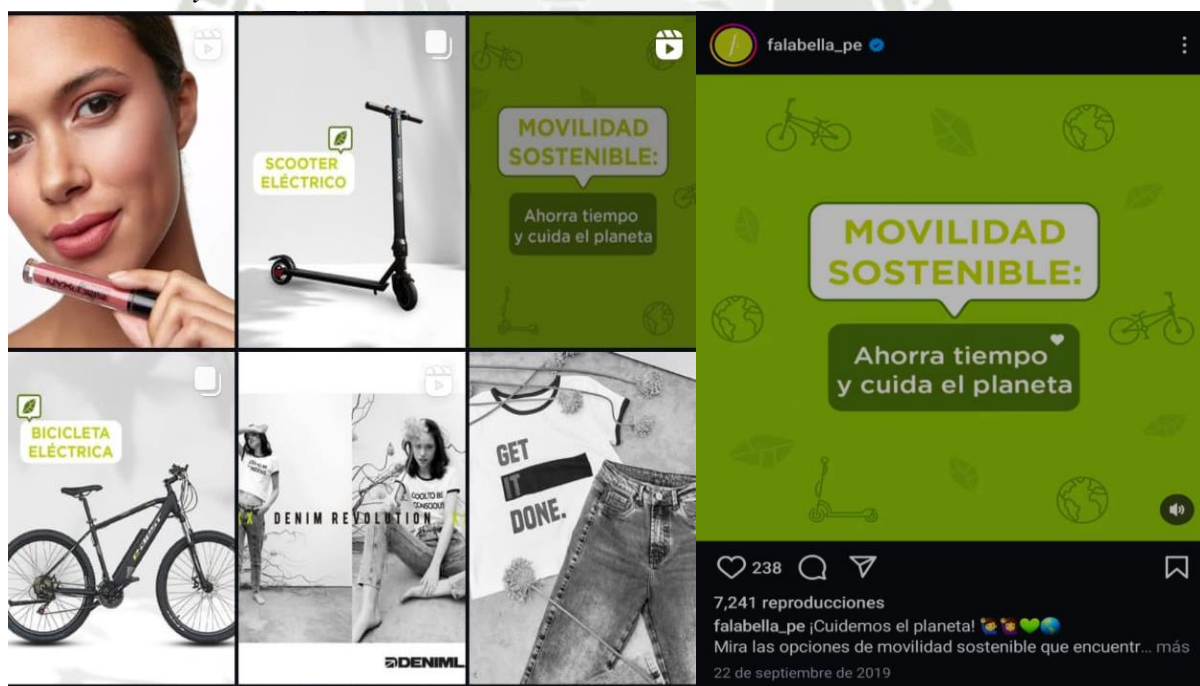 SCOOTER
ELÉCTRICO
MOVILIDAD
SOSTENIBLE:
Ahorra tiempo
y cuida el planeta
BICICLETA
ELÉCTRICA
DENIM REVOLUTION
DENIML
GET
IT
DONE.
falabella_pe
MOVILIDAD
SOSTENIBLE:
Ahorra tiempo
y cuida el planeta
238
7,241 reproducciones
falabella_pe ¡Cuidemos el planeta! 🙋‍♂️🙋‍♀️💚🌎
Mira las opciones de movilidad sostenible que encuentr... más
22 de septiembre de 2019